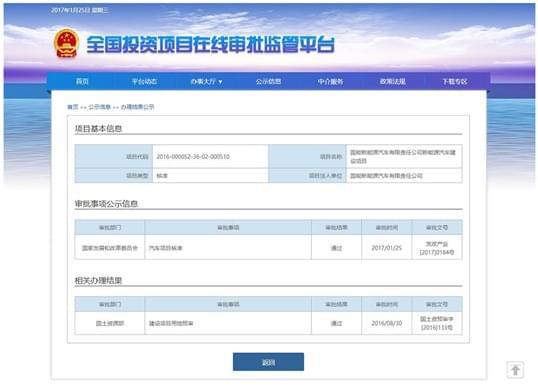 2017年1月25日 星期三
全国投资项目在线审批监管平台
首页 平台动态 办事大厅 ▼ 公示信息 中介服务 政策法规 下载专区
首页 >> 公示信息 >> 办理结果公示
项目基本信息
项目代码 2016-000052-36-02-000510 项目名称 国能新能源汽车有限责任公司新能源汽车建
设项目
项目类型 核准 项目法人单位 国能新能源汽车有限责任公司
审批事项公示信息
审批部门 审批事项 审批结果 审批时间 审批文号
国家发展和改革委员会 汽车项目核准 通过 2017/01/25 发改产业
[2017]0184号
相关办理结果
审批部门 审批事项 审批结果 审批时间 审批文号
国土资源部 建设项目用地预审 通过 2016/08/30 国土资预审字
[2016]133号
返回